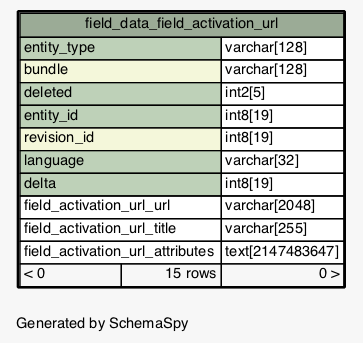 field_data_field_activation_url
entity_type varchar[128]
bundle varchar[128]
deleted int2[5]
entity_id int8[19]
revision_id int8[19]
language varchar[32]
delta int8[19]
field_activation_url_url varchar[2048]
field_activation_url_title varchar[255]
field_activation_url_attributes text[2147483647]
< 0 15 rows 0 >
Generated by SchemaSpy